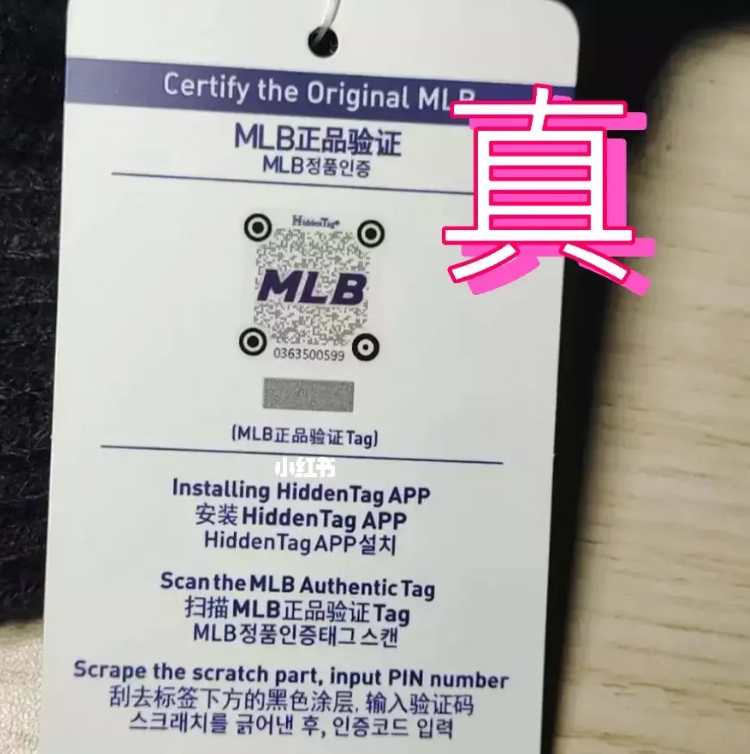 Certify the Original MLB
真
MLB正品验证
MLB정품인증
HiddenTag®
MLB
0363500599
(MLB正品验证Tag)
小红书
Installing HiddenTag APP
安装HiddenTag APP
HiddenTag APP설치
Scan the MLB Authentic Tag
扫描MLB正品验证Tag
MLB정품인증태그스캔
Scrape the scratch part, input PIN number
刮去标签下方的黑色涂层, 输入验证码
스크래치를 긁어낸 후, 인증코드 입력